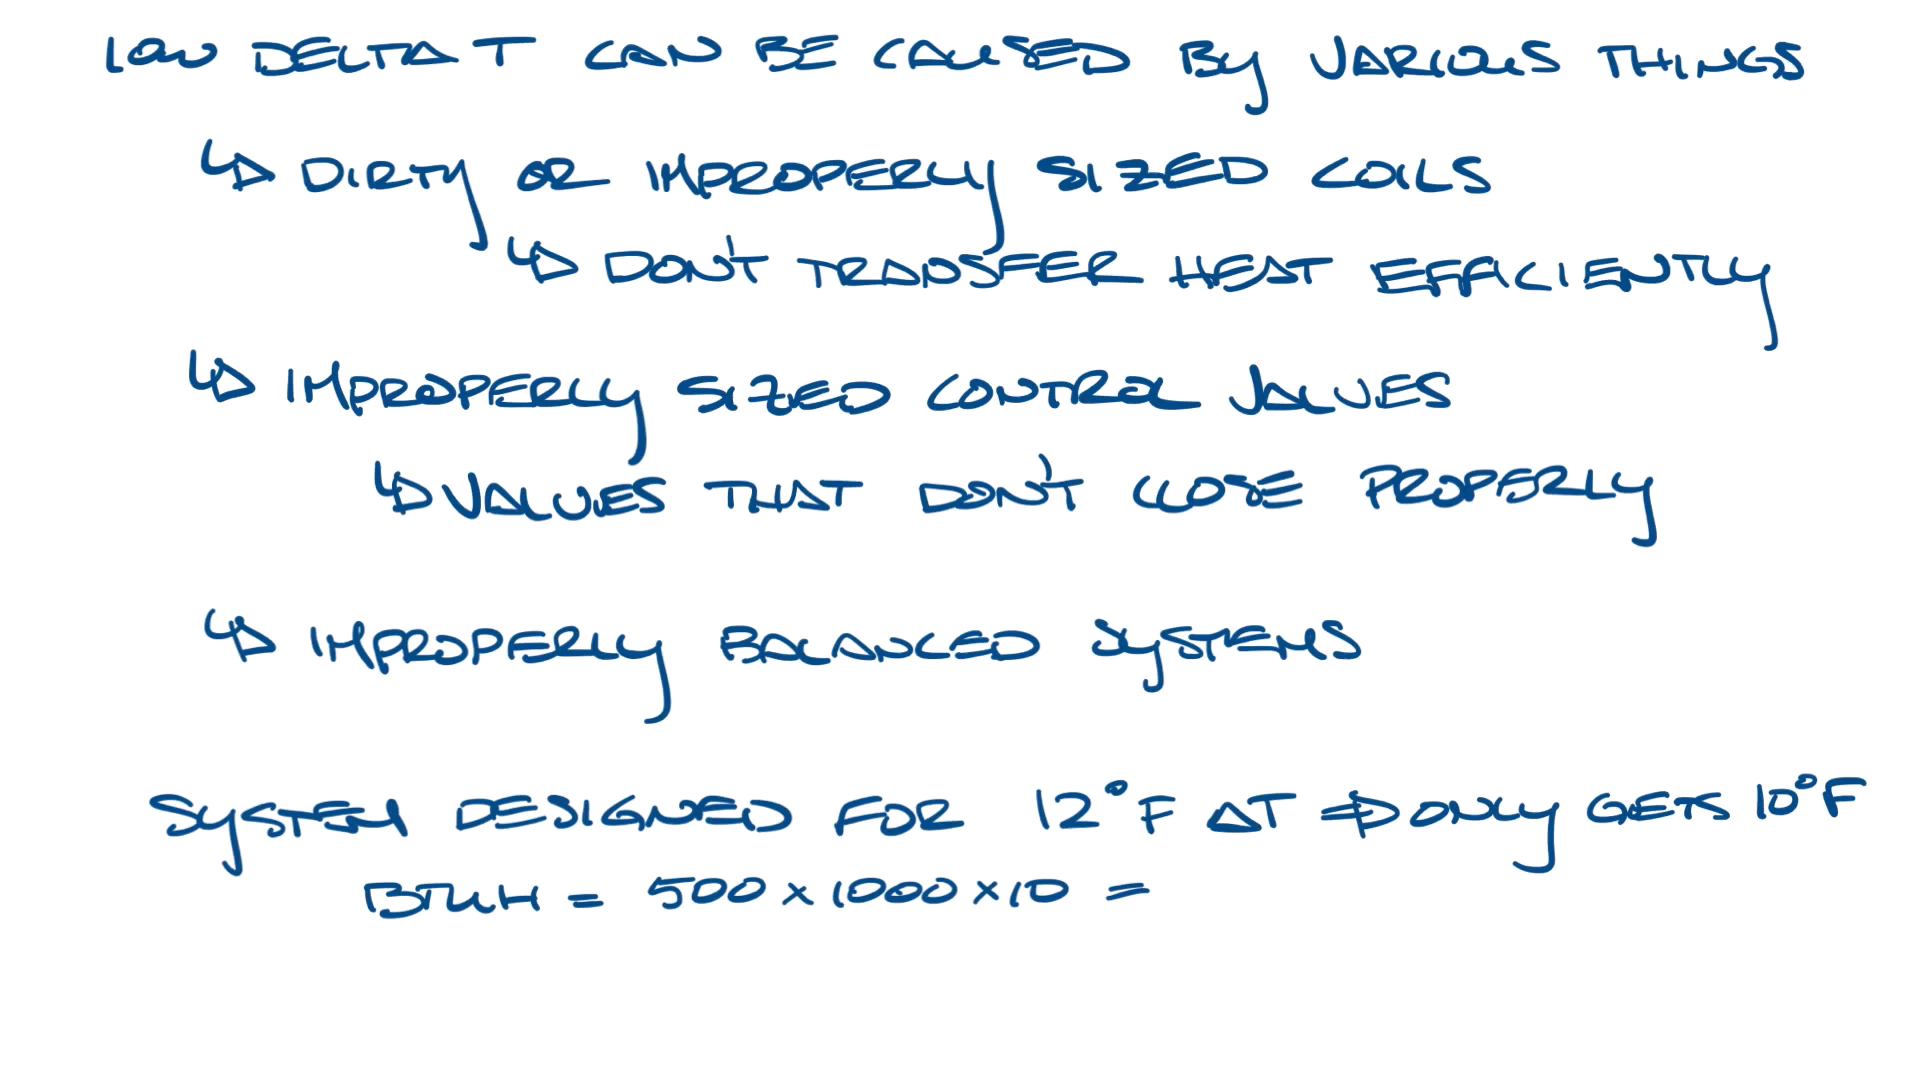 LOW DELTA T CAN BE CAUSED BY VARIOUS THINGS
↳ DIRTY OR IMPROPERLY SIZED COILS
↳ DON'T TRANSFER HEAT EFFICIENTLY
↳ IMPROPERLY SIZED CONTROL VALVES
↳ VALVES THAT DON'T CLOSE PROPERLY
↳ IMPROPERLY BALANCED SYSTEMS
SYSTEM DESIGNED FOR 12°F ΔT ⇒ ONLY GETS 10°F
BTUH = 500 x 1000 x 10 =